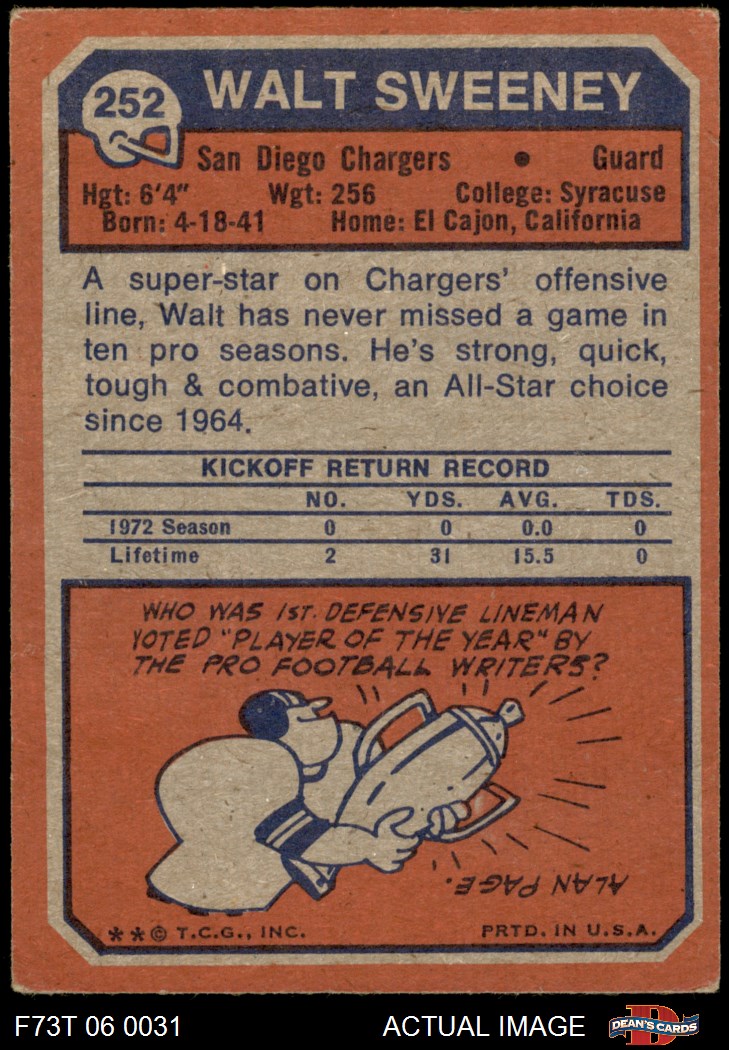 252 WALT SWEENEY
San Diego Chargers • Guard
Hgt: 6'4" Wgt: 256 College: Syracuse
Born: 4-18-41 Home: El Cajon, California
A super-star on Chargers' offensive
line, Walt has never missed a game in
ten pro seasons. He's strong, quick,
tough & combative, an All-Star choice
since 1964.
KICKOFF RETURN RECORD
NO. YDS. AVG. TDS.
1972 Season 0 0 0.0 0
Lifetime 2 31 15.5 0
WHO WAS 1ST. DEFENSIVE LINEMAN
VOTED "PLAYER OF THE YEAR" BY
THE PRO FOOTBALL WRITERS?
ALAN PAGE.
**© T.C.G., INC. PRTD. IN U.S.A.
F73T 06 0031 ACTUAL IMAGE D DEAN'S CARDS